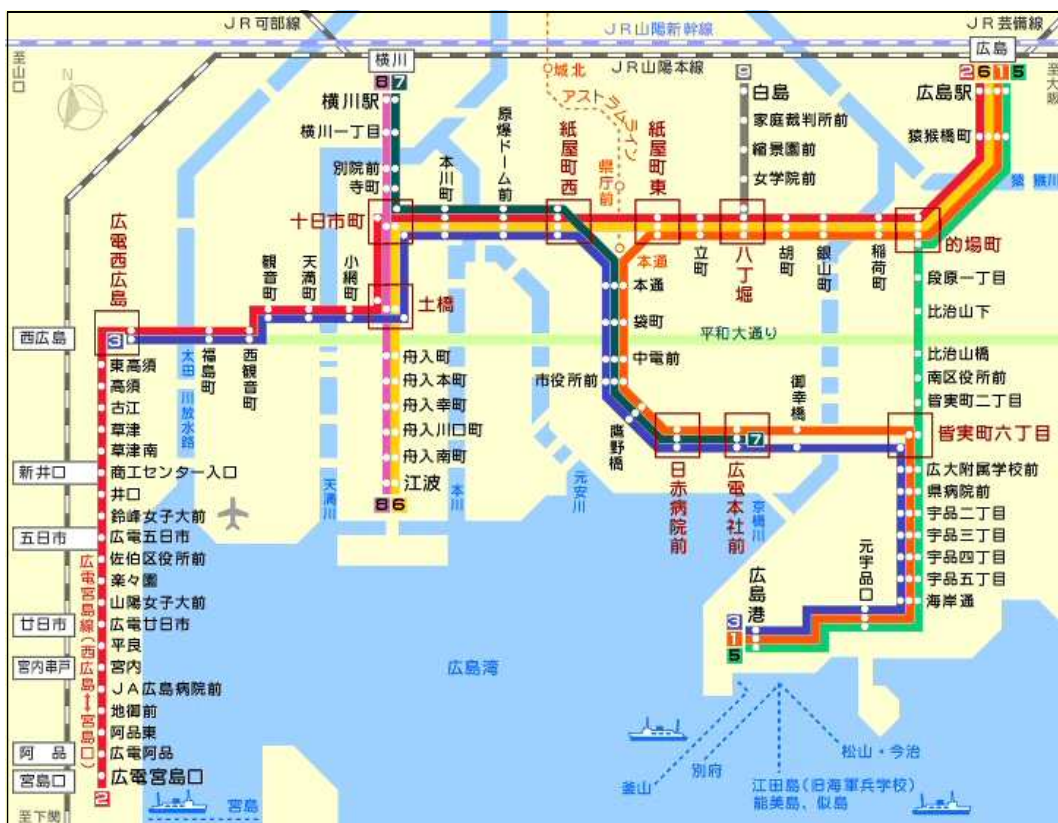 JR可部線
JR山陽新幹線
JR芸備線
至山口
N
横川
8 7
城北
JR山陽本線
アストラムライン
県庁前
本通
9
広島
2 6 1 5
至大阪
横川駅
横川一丁目
別院前
寺町
十日市町
本川町
原爆ドーム前
紙屋町西
紙屋町東
白島
家庭裁判所前
縮景園前
女学院前
広島駅
猿猴橋町
猿猴川
立町
八丁堀
胡町
銀山町
稲荷町
的場町
本通
袋町
中電前
市役所前
鷹野橋
日赤病院前
広電本社前
7
御幸橋
皆実町六丁目
段原一丁目
比治山下
平和大通り
比治山橋
南区役所前
皆実町二丁目
広大附属学校前
県病院前
宇品二丁目
宇品三丁目
宇品四丁目
宇品五丁目
海岸通
元宇品口
広島港
3
1
5
広電西広島
西広島
3
福島町
西観音町
観音町
天満町
小網町
土橋
舟入町
舟入本町
舟入幸町
舟入川口町
舟入南町
江波
8 6
太田川放水路
天満川
本川
元安川
京橋川
東高須
高須
古江
草津
草津南
新井口
商工センター入口
井口
鈴峰女子大前
五日市
広電五日市
佐伯区役所前
楽々園
山陽女子大前
廿日市
広電廿日市
平良
宮内串戸
宮内
JA広島病院前
地御前
阿品東
阿品
広電阿品
宮島口
広電宮島口
2
広電宮島線(西広島↔宮島口)
至下関
宮島
広島湾
釜山
別府
松山・今治
江田島(旧海軍兵学校)
能美島、似島